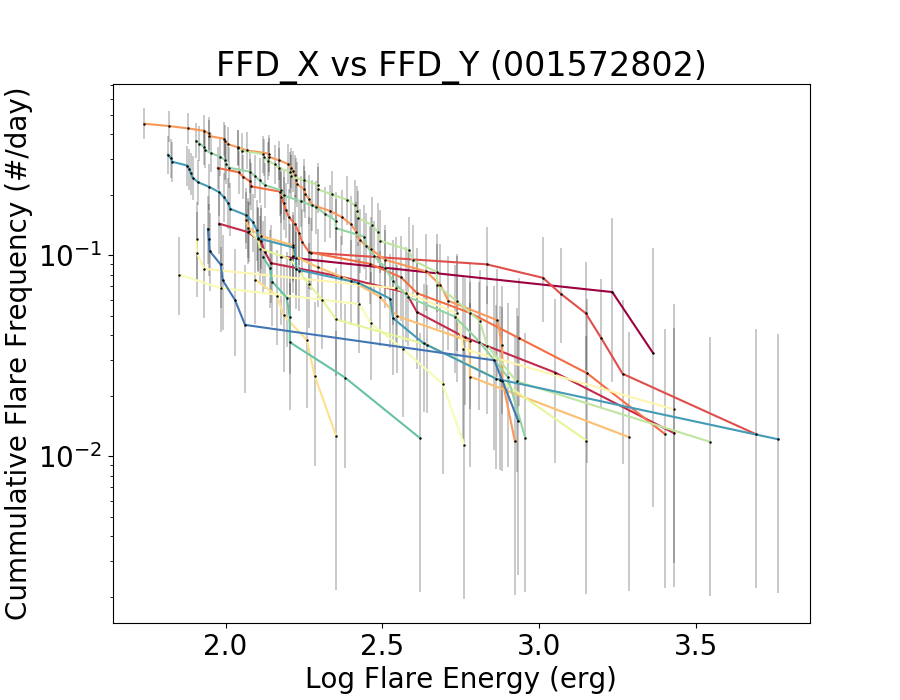 FFD_X vs FFD_Y (001572802)
Cummulative Flare Frequency (#/day)
10⁻¹
10⁻²
2.0 2.5 3.0 3.5
Log Flare Energy (erg)